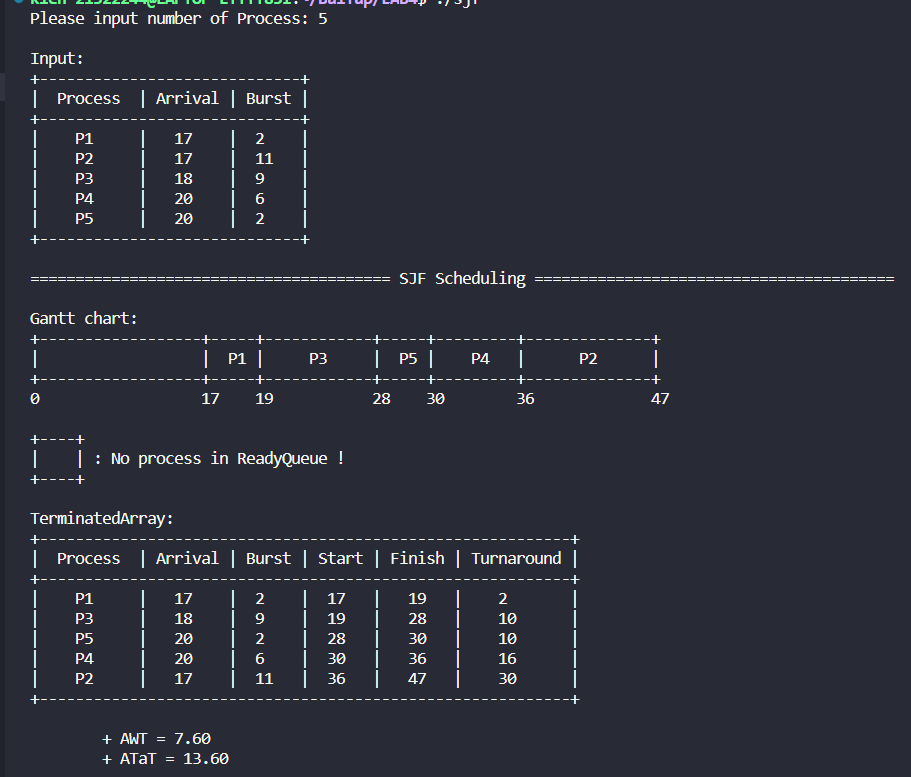 Please input number of Process: 5

Input:
+-----------------------------+
|  Process  | Arrival | Burst |
+-----------------------------+
|    P1     |   17    |  2    |
|    P2     |   17    |  11   |
|    P3     |   18    |  9    |
|    P4     |   20    |  6    |
|    P5     |   20    |  2    |
+-----------------------------+

======================================== SJF Scheduling ========================================

Gantt chart:
+------------------+-----+------------+-----+---------+--------------+
|                  |  P1 |     P3     |  P5 |    P4   |      P2      |
+------------------+-----+------------+-----+---------+--------------+
0                  17    19           28    30        36             47

+----+
|    | : No process in ReadyQueue !
+----+

TerminatedArray:
+-----------------------------------------------------------+
|  Process  | Arrival | Burst | Start | Finish | Turnaround |
+-----------------------------------------------------------+
|    P1     |   17    |  2    |  17   |   19   |    2       |
|    P3     |   18    |  9    |  19   |   28   |    10      |
|    P5     |   20    |  2    |  28   |   30   |    10      |
|    P4     |   20    |  6    |  30   |   36   |    16      |
|    P2     |   17    |  11   |  36   |   47   |    30      |
+-----------------------------------------------------------+

        + AWT = 7.60
        + ATaT = 13.60